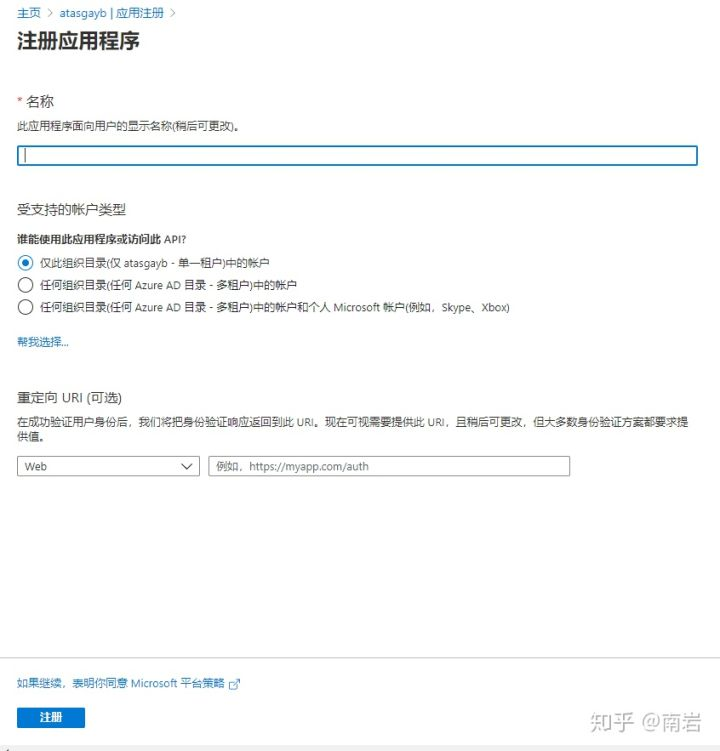 主页 > atasgayb | 应用注册 >
注册应用程序
* 名称
此应用程序面向用户的显示名称(稍后可更改)。
受支持的帐户类型
谁能使用此应用程序或访问此 API?
仅此组织目录(仅 atasgayb - 单一租户)中的帐户
任何组织目录(任何 Azure AD 目录 - 多租户)中的帐户
任何组织目录(任何 Azure AD 目录 - 多租户)中的帐户和个人 Microsoft 帐户(例如，Skype、Xbox)
帮我选择...
重定向 URI (可选)
在成功验证用户身份后，我们将把身份验证响应返回到此 URI。现在可视需要提供此 URI，且稍后可更改，但大多数身份验证方案都要求提
供值。
Web 例如，https://myapp.com/auth
如果继续，表明你同意 Microsoft 平台策略
注册
知乎 @南岩